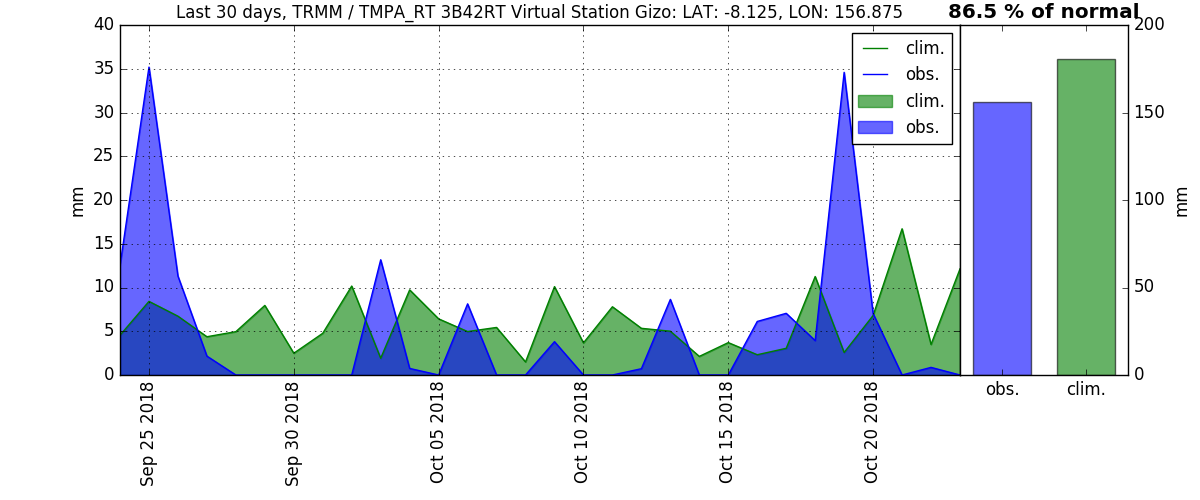 Last 30 days, TRMM / TMPA_RT 3B42RT Virtual Station Gizo: LAT: -8.125, LON: 156.875
86.5 % of normal
40
35
30
25
20
15
10
5
0
mm
clim.
obs.
clim.
obs.
200
150
100
50
0
mm
Sep 25 2018
Sep 30 2018
Oct 05 2018
Oct 10 2018
Oct 15 2018
Oct 20 2018
obs.
clim.